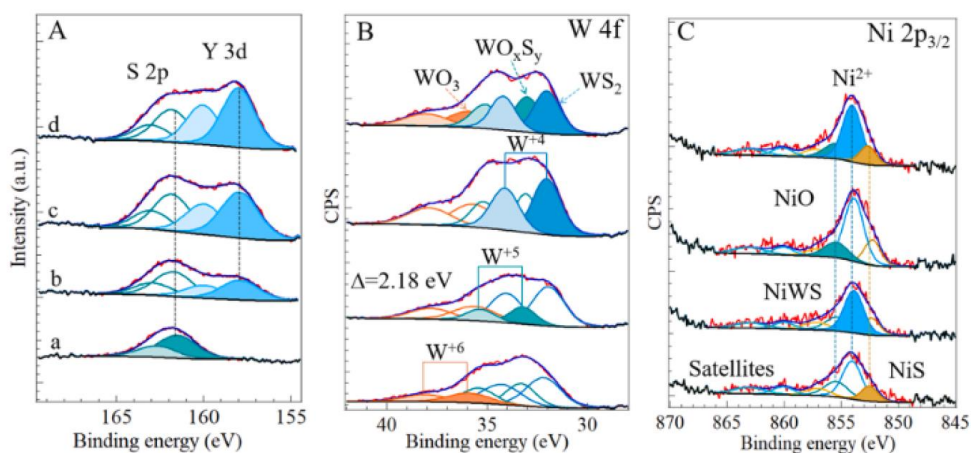 A
Y 3d
S 2p
d
c
b
a
Intensity (a.u.)
165
160
155
Binding energy (eV)
B
W 4f
WOxSy
WO3
WS2
W+4
W+5
Δ=2.18 eV
W+6
CPS
40
35
30
Binding energy (eV)
C
Ni 2p3/2
Ni2+
NiO
NiWS
Satellites
NiS
CPS
870
865
860
855
850
845
Binding energy (eV)